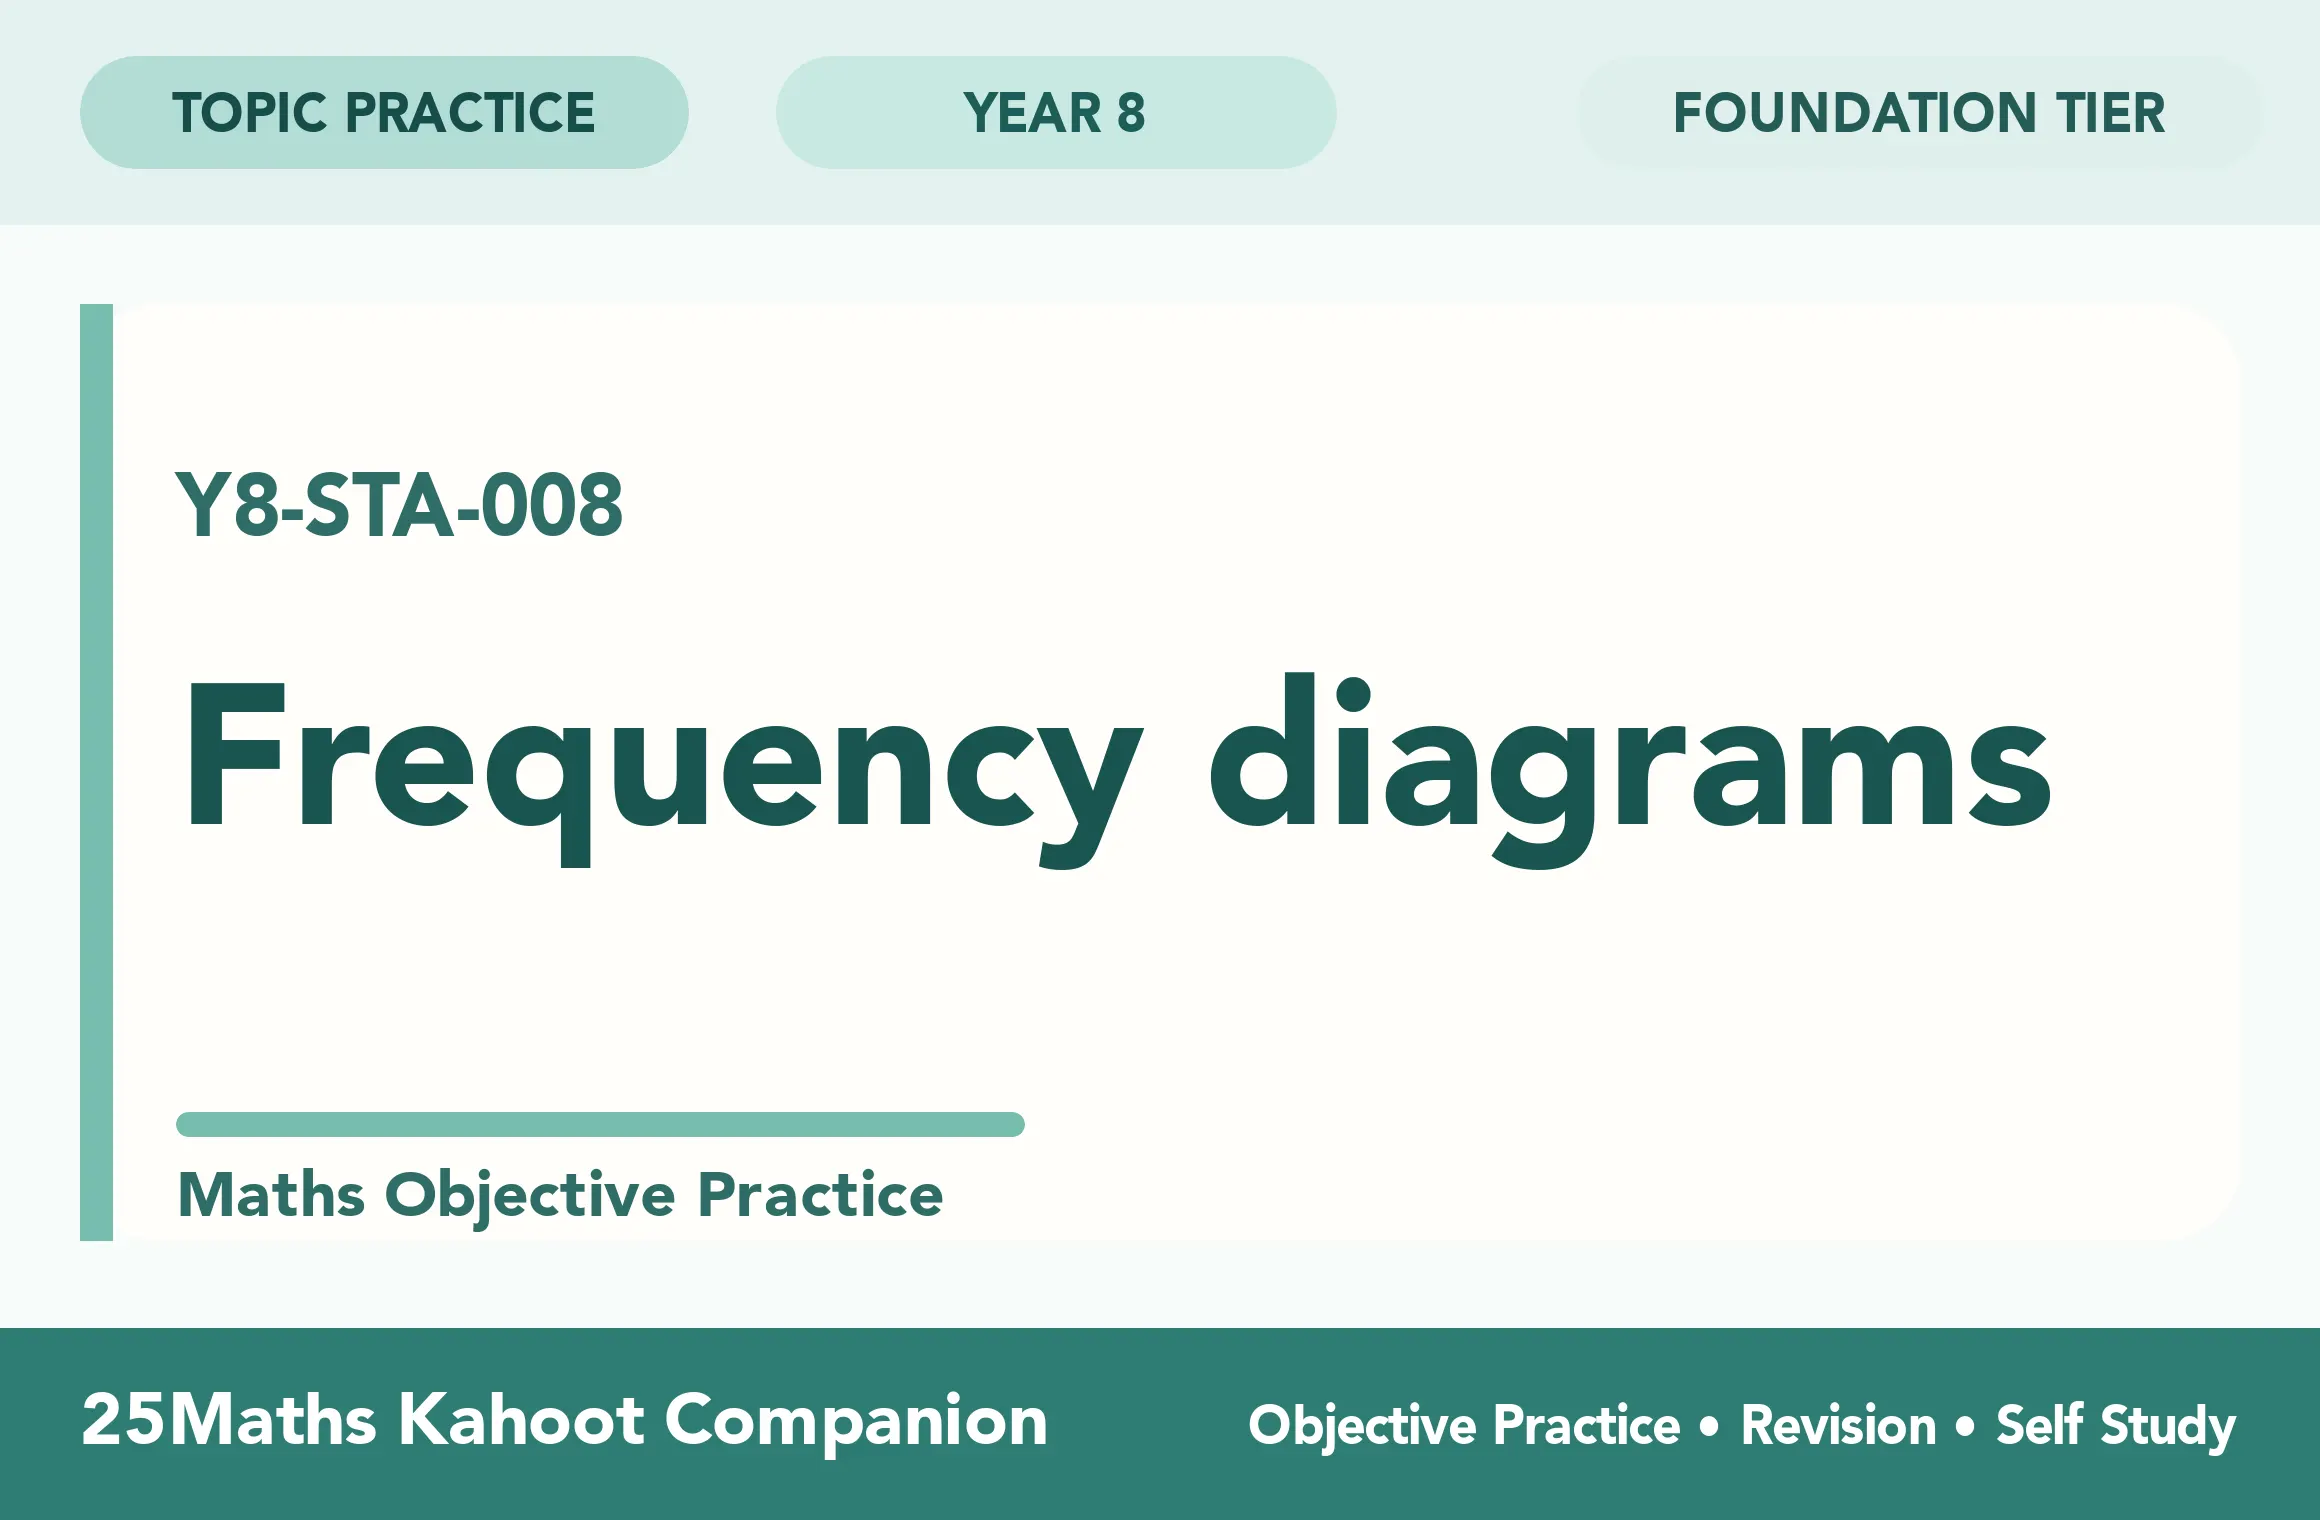 TOPIC PRACTICE
YEAR 8
FOUNDATION TIER
Y8-STA-008
Frequency diagrams
Maths Objective Practice
25Maths Kahoot Companion
Objective Practice • Revision • Self Study